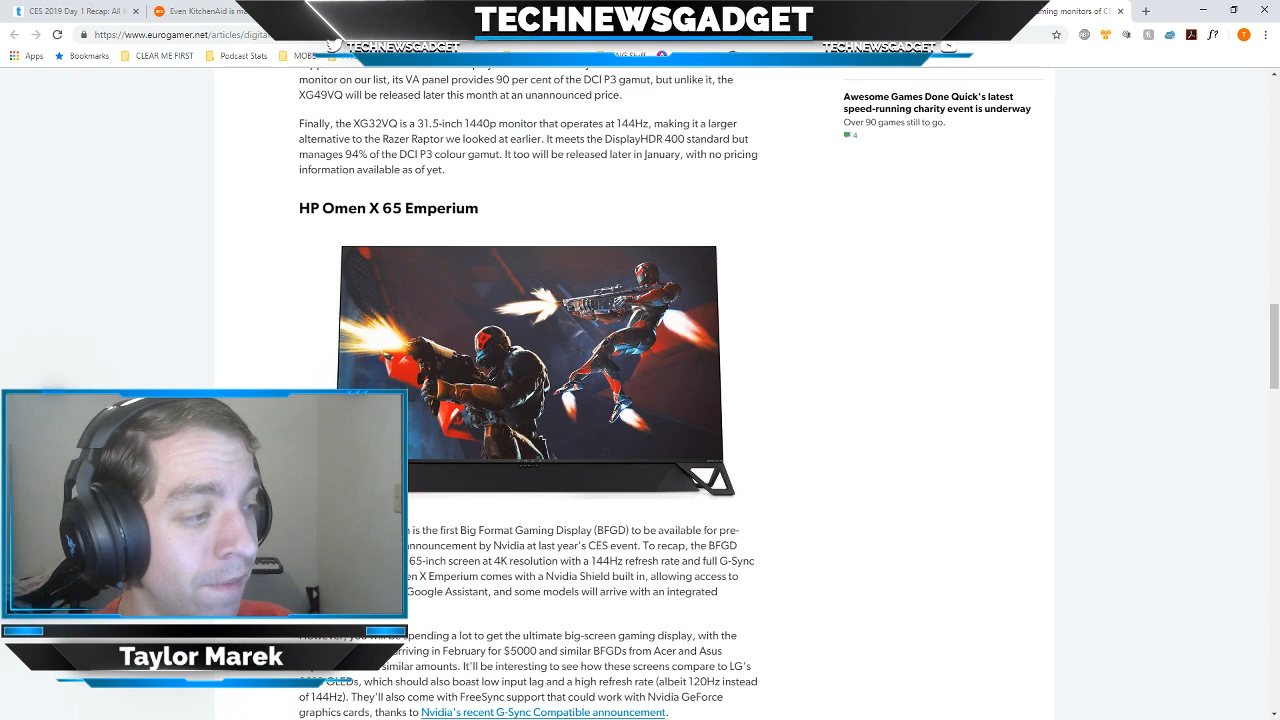 CES 2019 Day 1 Recap: All t
Even KitchenAid is ma
TECHNEWSGADGET
ming monitors of C
https://www.eurogamer.net/articles/digita
TECHNEWSGADGET
TECHNEWSGADGET
Apps
Bookmarks
CLEAR ME FIRST
Stacked Posts
MOBS
monitor on our list, its VA panel provides 90 per cent of the DCI P3 gamut, but unlike it, the
XG49VQ will be released later this month at an unannounced price.
Finally, the XG32VQ is a 31.5-inch 1440p monitor that operates at 144Hz, making it a larger
alternative to the Razer Raptor we looked at earlier. It meets the DisplayHDR 400 standard but
manages 94% of the DCI P3 colour gamut. It too will be released later in January, with no pricing
information available as of yet.
Awesome Games Done Quick's latest
speed-running charity event is underway
Over 90 games still to go.
4
HP Omen X 65 Emperium
is the first Big Format Gaming Display (BFGD) to be available for pre-
announcement by Nvidia at last year's CES event. To recap, the BFGD
65-inch screen at 4K resolution with a 144Hz refresh rate and full G-Sync
en X Emperium comes with a Nvidia Shield built in, allowing access to
Google Assistant, and some models will arrive with an integrated
However, you will be spending a lot to get the ultimate big-screen gaming display, with the
rriving in February for $5000 and similar BFGDs from Acer and Asus
similar amounts. It'll be interesting to see how these screens compare to LG's
OLEDs, which should also boast low input lag and a high refresh rate (albeit 120Hz instead
of 144Hz). They'll also come with FreeSync support that could work with Nvidia GeForce
graphics cards, thanks to Nvidia's recent G-Sync Compatible announcement.
Taylor Marek